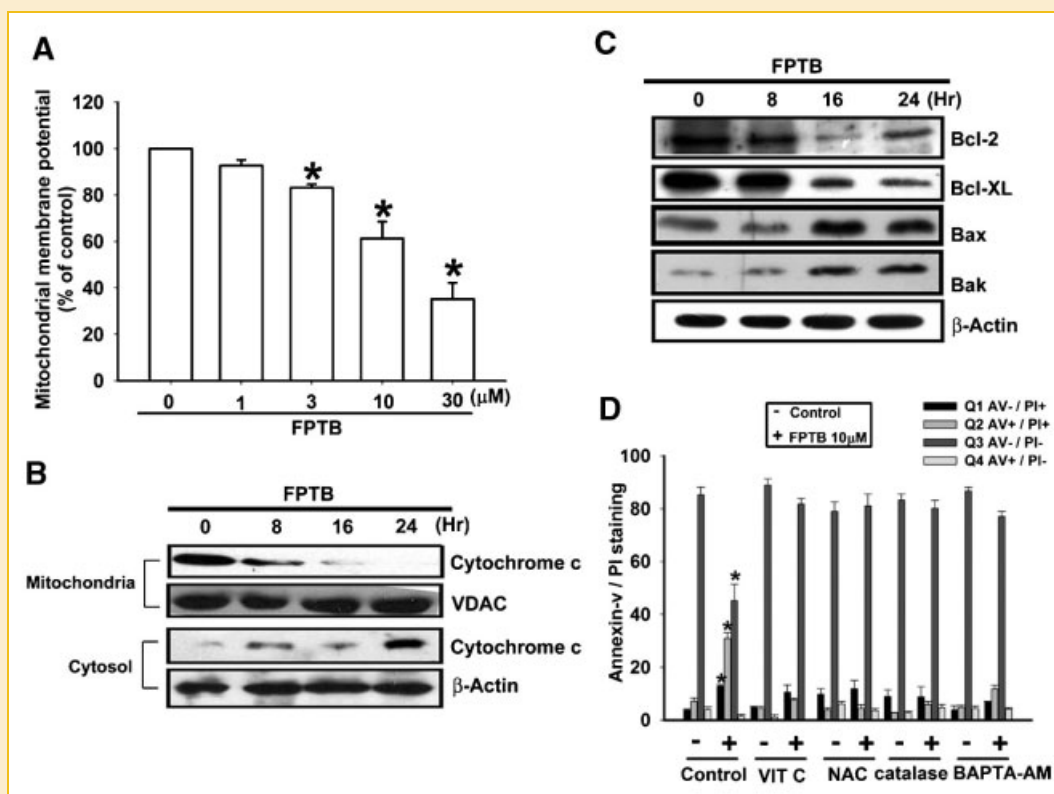 A
Mitochondrial membrane potential
(% of control)
120
100
80
60
40
20
0
*
*
*
0 1 3 10 30 (μM)
FPTB
B
FPTB
0 8 16 24 (Hr)
Mitochondria
Cytochrome c
VDAC
Cytosol
Cytochrome c
β-Actin
C
FPTB
0 8 16 24 (Hr)
Bcl-2
Bcl-XL
Bax
Bak
β-Actin
D
- Control
+ FPTB 10μM
Q1 AV- / PI+
Q2 AV+ / PI+
Q3 AV- / PI-
Q4 AV+ / PI-
Annexin-v / PI staining
100
80
60
40
20
0
*
*
*
- + - + - + - + - +
Control VIT C NAC catalase BAPTA-AM